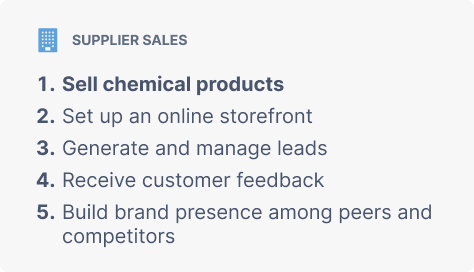 SUPPLIER SALES
1. Sell chemical products
2. Set up an online storefront
3. Generate and manage leads
4. Receive customer feedback
5. Build brand presence among peers and
competitors